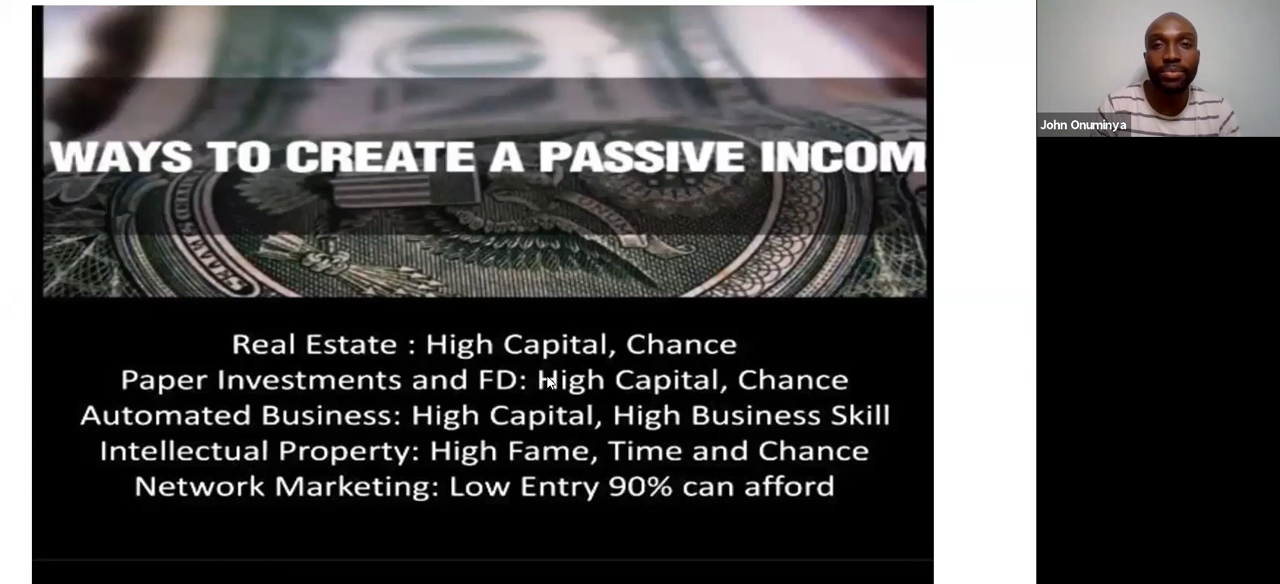 WAYS TO CREATE A PASSIVE INCOM
Real Estate : High Capital, Chance
Paper Investments and FD: High Capital, Chance
Automated Business: High Capital, High Business Skill
Intellectual Property: High Fame, Time and Chance
Network Marketing: Low Entry 90% can afford
John Onuminya